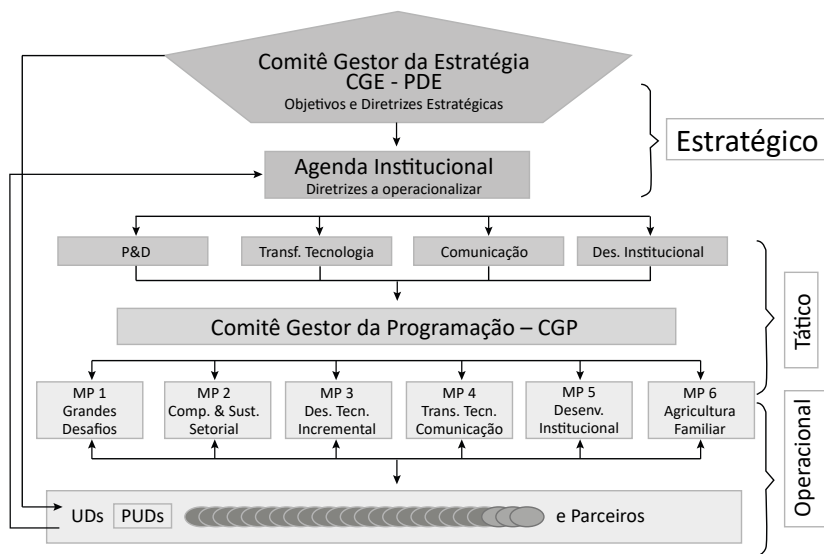 Comitê Gestor da Estratégia
CGE - PDE
Objetivos e Diretrizes Estratégicas
Estratégico
Agenda Institucional
Diretrizes a operacionalizar
P&D
Transf. Tecnologia
Comunicação
Des. Institucional
Tático
Comitê Gestor da Programação – CGP
MP 1
Grandes
Desafios
MP 2
Comp. & Sust.
Setorial
MP 3
Des. Tecn.
Incremental
MP 4
Trans. Tecn.
Comunicação
MP 5
Desenv.
Institucional
MP 6
Agricultura
Familiar
Operacional
UDs PUDs e Parceiros